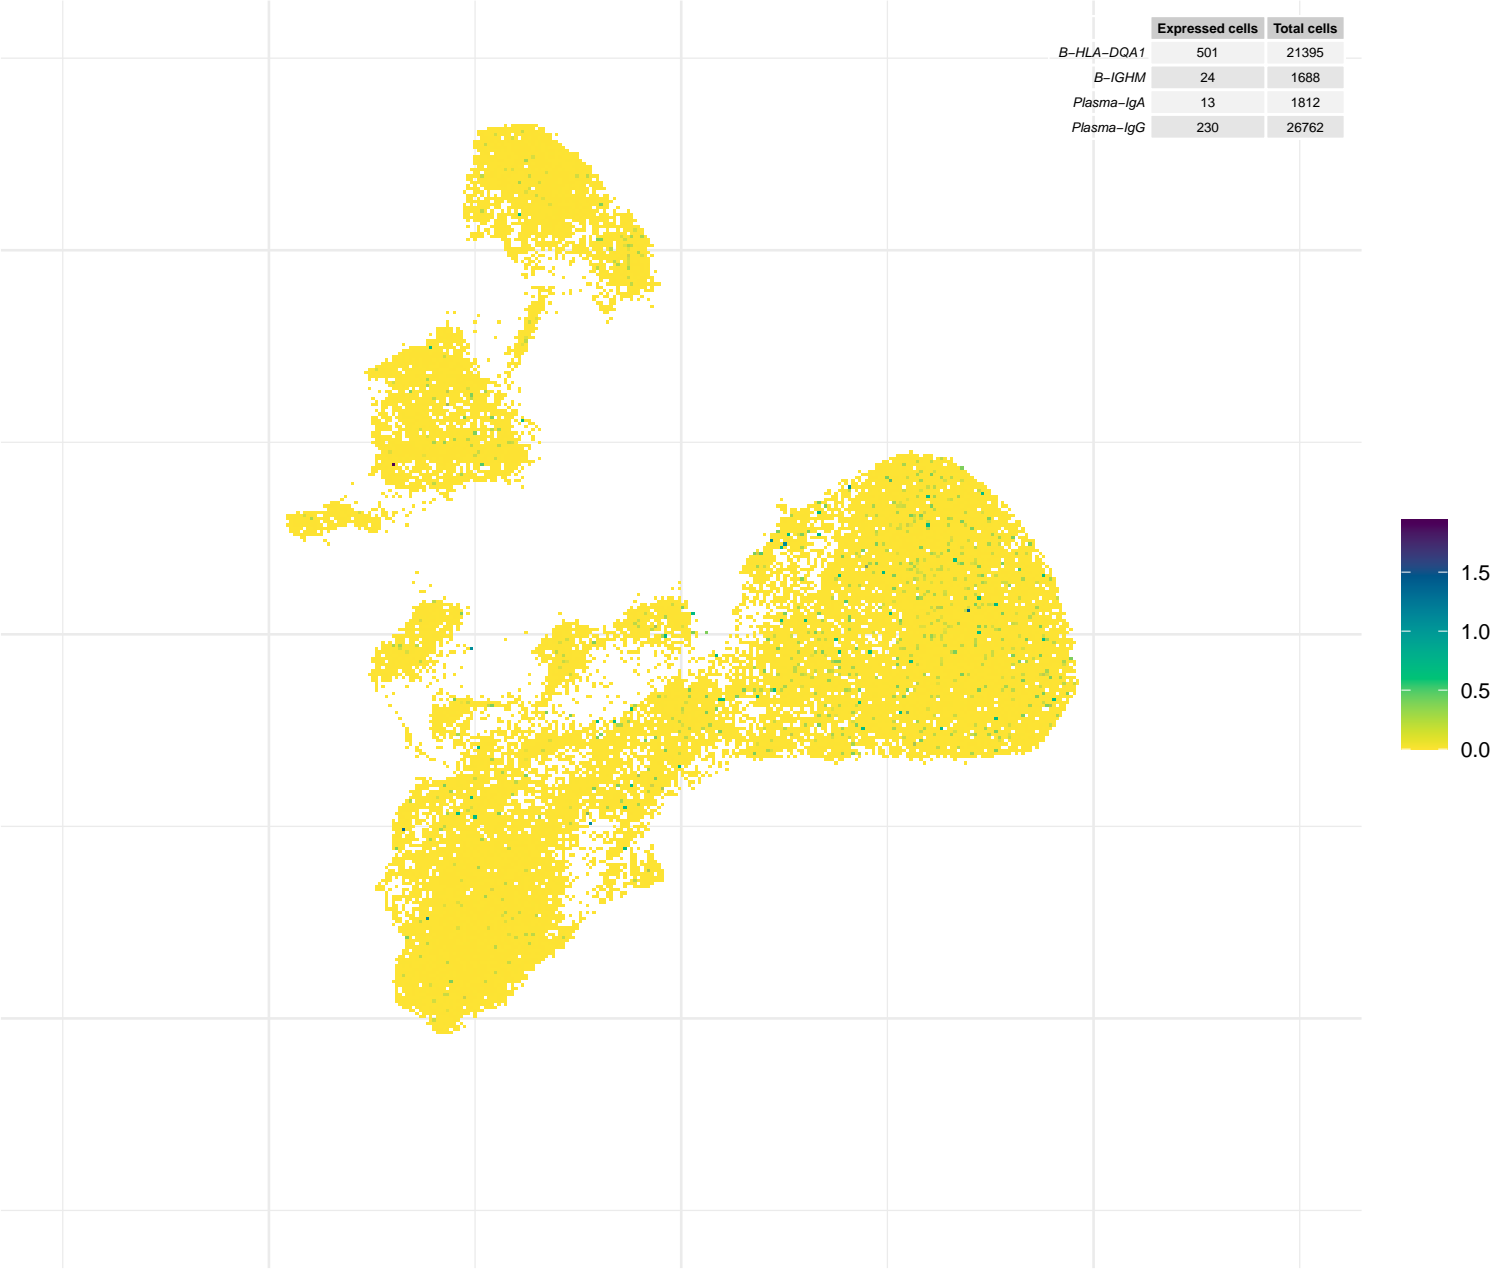 Expressed cells Total cells
B−HLA−DQA1 501 21395
B−IGHM 24 1688
Plasma−IgA 13 1812
Plasma−IgG 230 26762
1.5
1.0
0.5
0.0